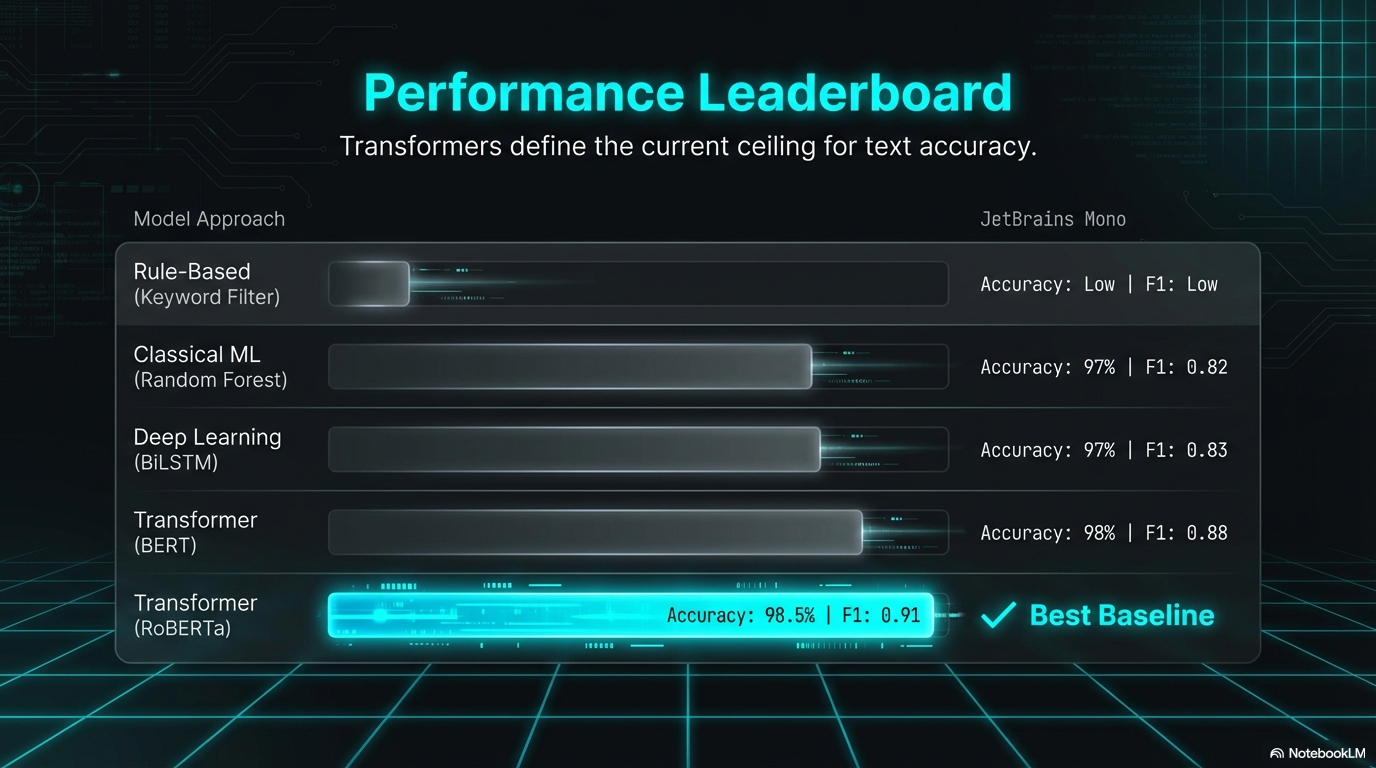 Performance Leaderboard
Transformers define the current ceiling for text accuracy.
Model Approach
JetBrains Mono
Rule-Based
(Keyword Filter)
Accuracy: Low | F1: Low
Classical ML
(Random Forest)
Accuracy: 97% | F1: 0.82
Deep Learning
(BiLSTM)
Accuracy: 97% | F1: 0.83
Transformer
(BERT)
Accuracy: 98% | F1: 0.88
Transformer
(RoBERTa)
Accuracy: 98.5% | F1: 0.91
Best Baseline
NotebookLM